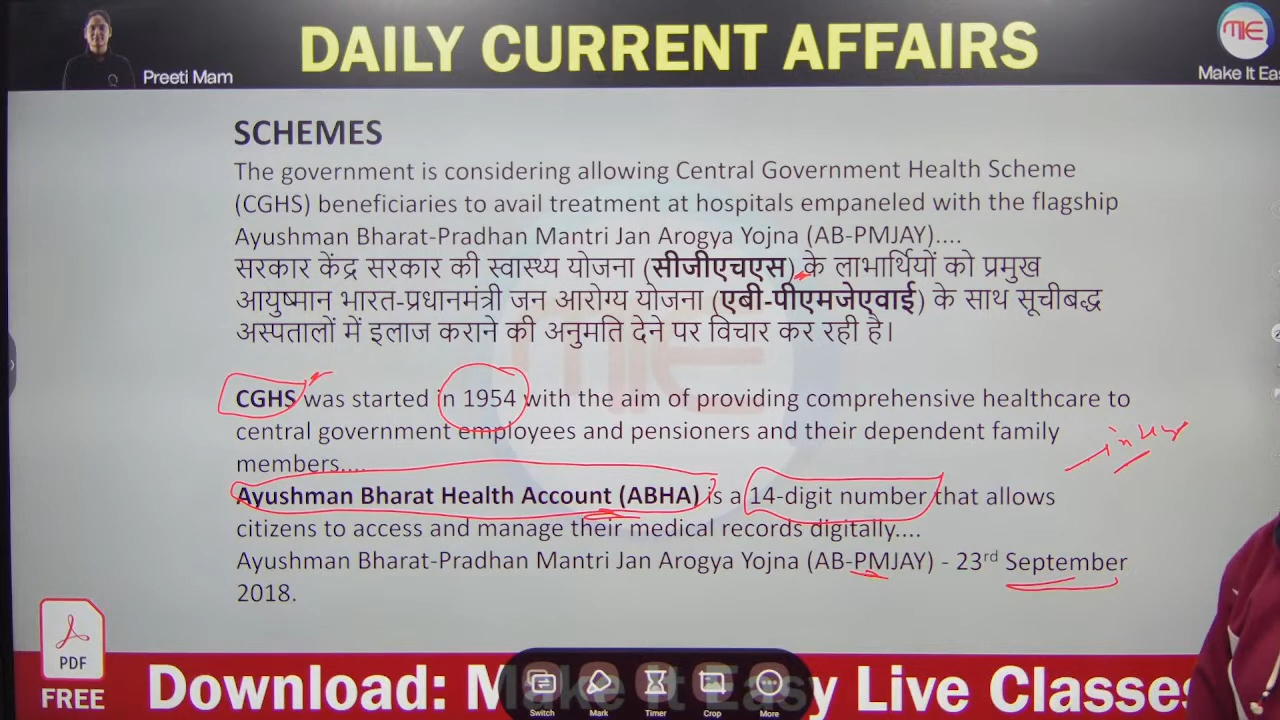 DAILY CURRENT AFFAIRS
Preeti Mam
MIE
Make It Eas
SCHEMES
The government is considering allowing Central Government Health Scheme
(CGHS) beneficiaries to avail treatment at hospitals empaneled with the flagship
Ayushman Bharat-Pradhan Mantri Jan Arogya Yojna (AB-PMJAY)....
सरकार केंद्र सरकार की स्वास्थ्य योजना (सीजीएचएस) के लाभार्थियों को प्रमुख
आयुष्मान भारत-प्रधानमंत्री जन आरोग्य योजना (एबी-पीएमजेएवाई) के साथ सूचीबद्ध
अस्पतालों में इलाज कराने की अनुमति देने पर विचार कर रही है।
CGHS was started in 1954 with the aim of providing comprehensive healthcare to
central government employees and pensioners and their dependent family
members....
Ayushman Bharat Health Account (ABHA) is a 14-digit number that allows
citizens to access and manage their medical records digitally....
Ayushman Bharat-Pradhan Mantri Jan Arogya Yojna (AB-PMJAY) - 23rd September
2018.
PDF
FREE
Download: Make It Easy Live Classes
Switch Mark Timer Crop More